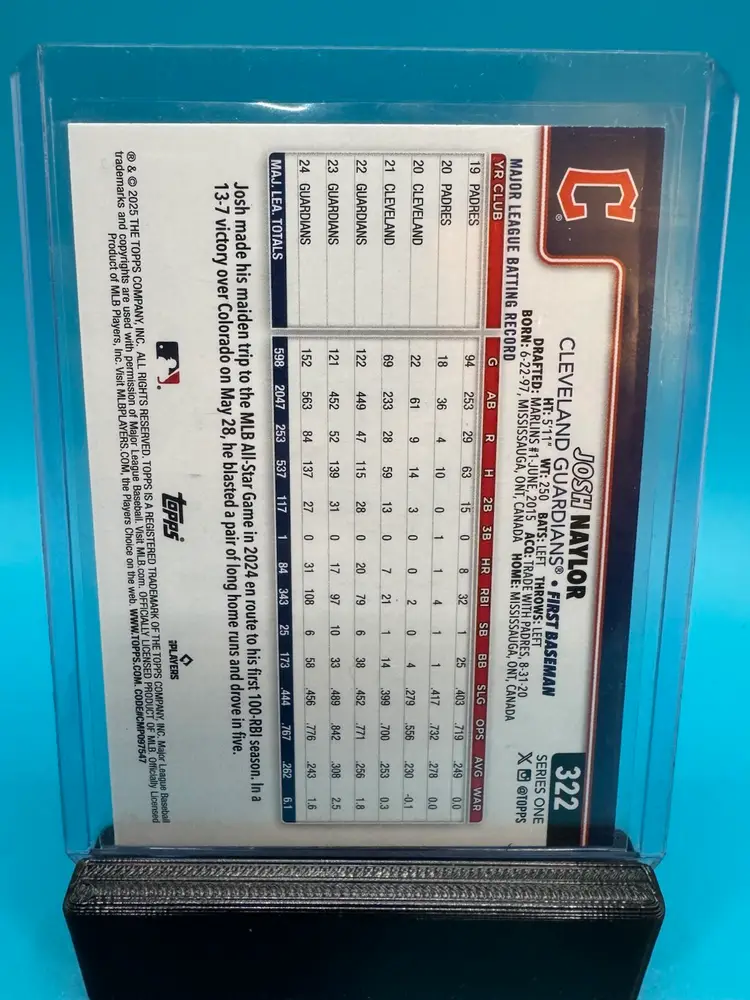 C
®
JOSH NAYLOR
CLEVELAND GUARDIANS® • FIRST BASEMAN
HT: 5'11" WT: 250 BATS: LEFT THROWS: LEFT
DRAFTED: MARLINS #1-JUNE, 2015 ACQ: TRADE WITH PADRES, 8-31-20
BORN: 6-22-97, MISSISSAUGA, ONT, CANADA HOME: MISSISSAUGA, ONT, CANADA
322
SERIES ONE
X @TOPPS
MAJOR LEAGUE BATTING RECORD
YR CLUB G AB R H 2B 3B HR RBI SB BB SLG OPS AVG WAR
19 PADRES 94 253 29 63 15 0 8 32 1 25 .403 .719 .249 0.0
20 PADRES 18 36 4 10 0 1 1 4 1 1 .417 .732 .278 0.0
20 CLEVELAND 22 61 9 14 3 0 0 2 0 4 .279 .556 .230 -0.1
21 CLEVELAND 69 233 28 59 13 0 7 21 1 14 .399 .700 .253 0.3
22 GUARDIANS 122 449 47 115 28 0 20 79 6 38 .452 .771 .256 1.8
23 GUARDIANS 121 452 52 139 31 0 17 97 10 33 .489 .842 .308 2.5
24 GUARDIANS 152 563 84 137 27 0 31 108 6 58 .456 .776 .243 1.6
MAJ. LEA. TOTALS 598 2047 253 537 117 1 84 343 25 173 .444 .767 .262 6.1
Josh made his maiden trip to the MLB All-Star Game in 2024 en route to his first 100-RBI season. In a
13-7 victory over Colorado on May 28, he blasted a pair of long home runs and drove in five.
topps®
PLAYERS
® & © 2025 THE TOPPS COMPANY, INC. ALL RIGHTS RESERVED. TOPPS IS A REGISTERED TRADEMARK OF THE TOPPS COMPANY, INC. Major League Baseball
trademarks and copyrights are used with permission of Major League Baseball. Visit MLB.com. OFFICIALLY LICENSED PRODUCT OF MLB. Officially Licensed
Product of MLB Players, Inc. Visit MLBPLAYERS.COM, the Players Choice on the web. WWW.TOPPS.COM. CODE#CMP097547